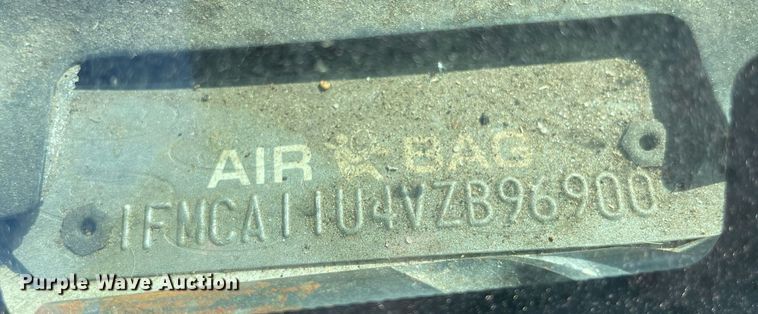 AIR BAG
1FMCA11U4VZB96900
Purple Wave Auction